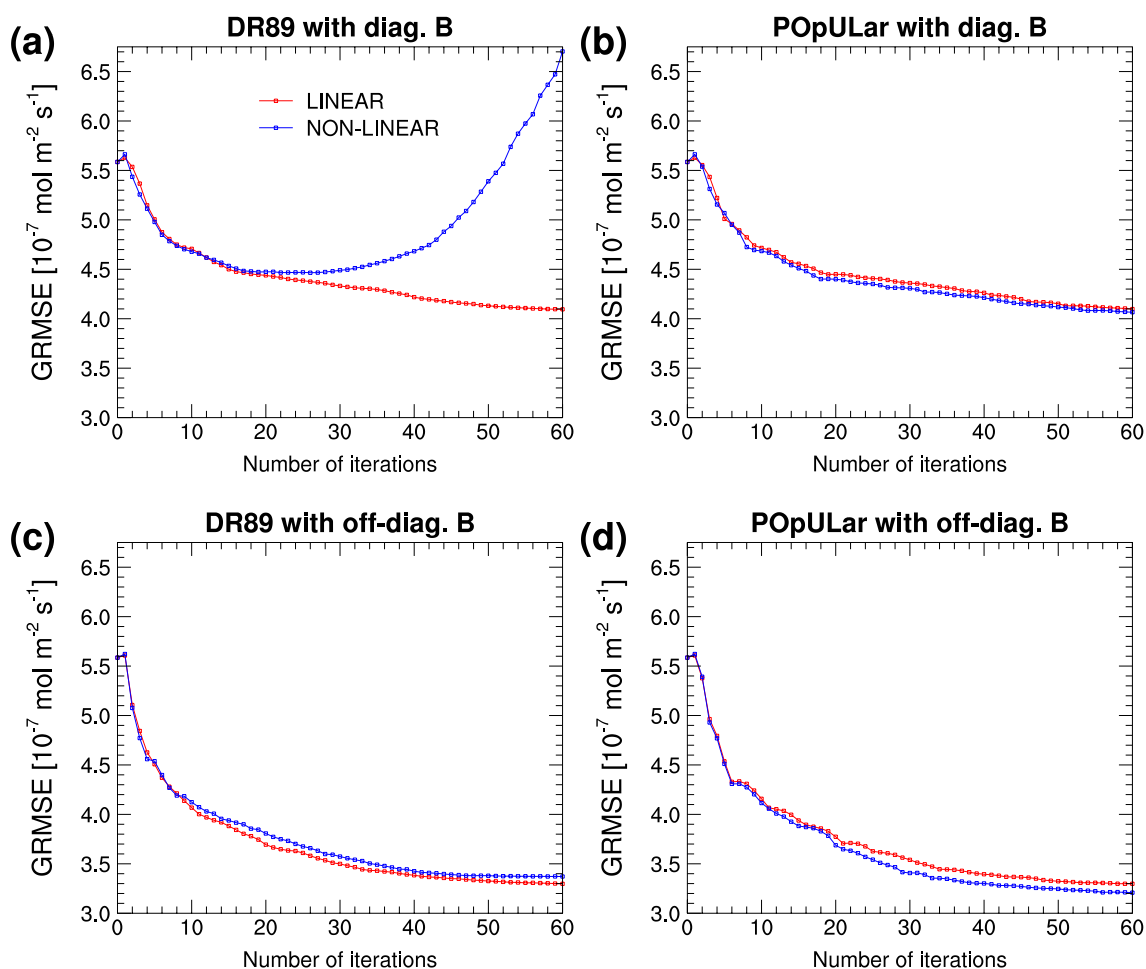 (a)
DR89 with diag. B
GRMSE [10⁻⁷ mol m⁻² s⁻¹]
6.5
6.0
5.5
5.0
4.5
4.0
3.5
3.0
LINEAR
NON-LINEAR
0 10 20 30 40 50 60
Number of iterations
(b)
POpULar with diag. B
GRMSE [10⁻⁷ mol m⁻² s⁻¹]
6.5
6.0
5.5
5.0
4.5
4.0
3.5
3.0
0 10 20 30 40 50 60
Number of iterations
(c)
DR89 with off-diag. B
GRMSE [10⁻⁷ mol m⁻² s⁻¹]
6.5
6.0
5.5
5.0
4.5
4.0
3.5
3.0
0 10 20 30 40 50 60
Number of iterations
(d)
POpULar with off-diag. B
GRMSE [10⁻⁷ mol m⁻² s⁻¹]
6.5
6.0
5.5
5.0
4.5
4.0
3.5
3.0
0 10 20 30 40 50 60
Number of iterations